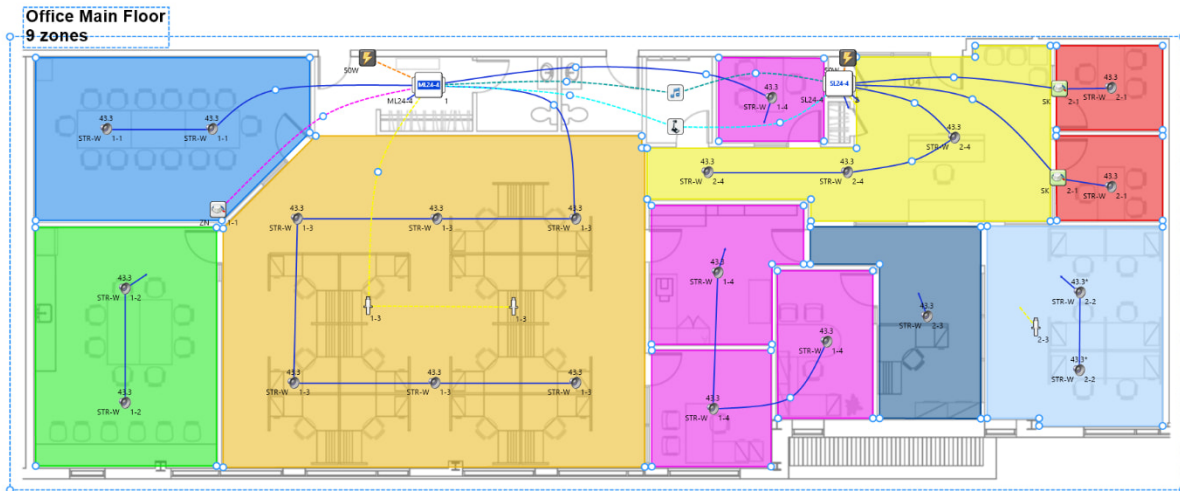 Office Main Floor
9 zones
50W
ML24-4
ML24-4
1
50W
SL24-4
SL24-4
104
43.3
STR-W 1-1
43.3
STR-W 1-1
43.3
STR-W 1-4
SK
43.3
2-1
2-1
43.3
STR-W 2-4
43.3
STR-W 2-4
43.3
STR-W 2-4
SK
43.3
2-1
2-1
ZN
1-1
43.3
STR-W 1-3
43.3
STR-W 1-3
43.3
STR-W 1-3
43.3
STR-W 1-2
43.3
STR-W 1-4
43.3*
STR-W 2-2
1-3
1-3
43.3
STR-W 2-3
2-3
43.3
STR-W 1-4
43.3
STR-W 1-3
43.3
STR-W 1-3
43.3
STR-W 1-3
43.3*
STR-W 2-2
43.3
STR-W 1-2
43.3
STR-W 1-4